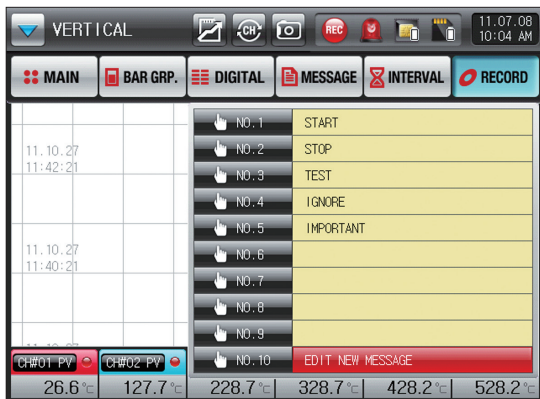 VERTICAL
CH
REC
11.07.08
10:04 AM
MAIN
BAR GRP.
DIGITAL
MESSAGE
INTERVAL
RECORD
11.10.27
11:42:21
11.10.27
11:40:21
NO.1 START
NO.2 STOP
NO.3 TEST
NO.4 IGNORE
NO.5 IMPORTANT
NO.6
NO.7
NO.8
NO.9
NO.10 EDIT NEW MESSAGE
CH#01 PV CH#02 PV
26.6℃ 127.7℃ 228.7℃ 328.7℃ 428.2℃ 528.2℃